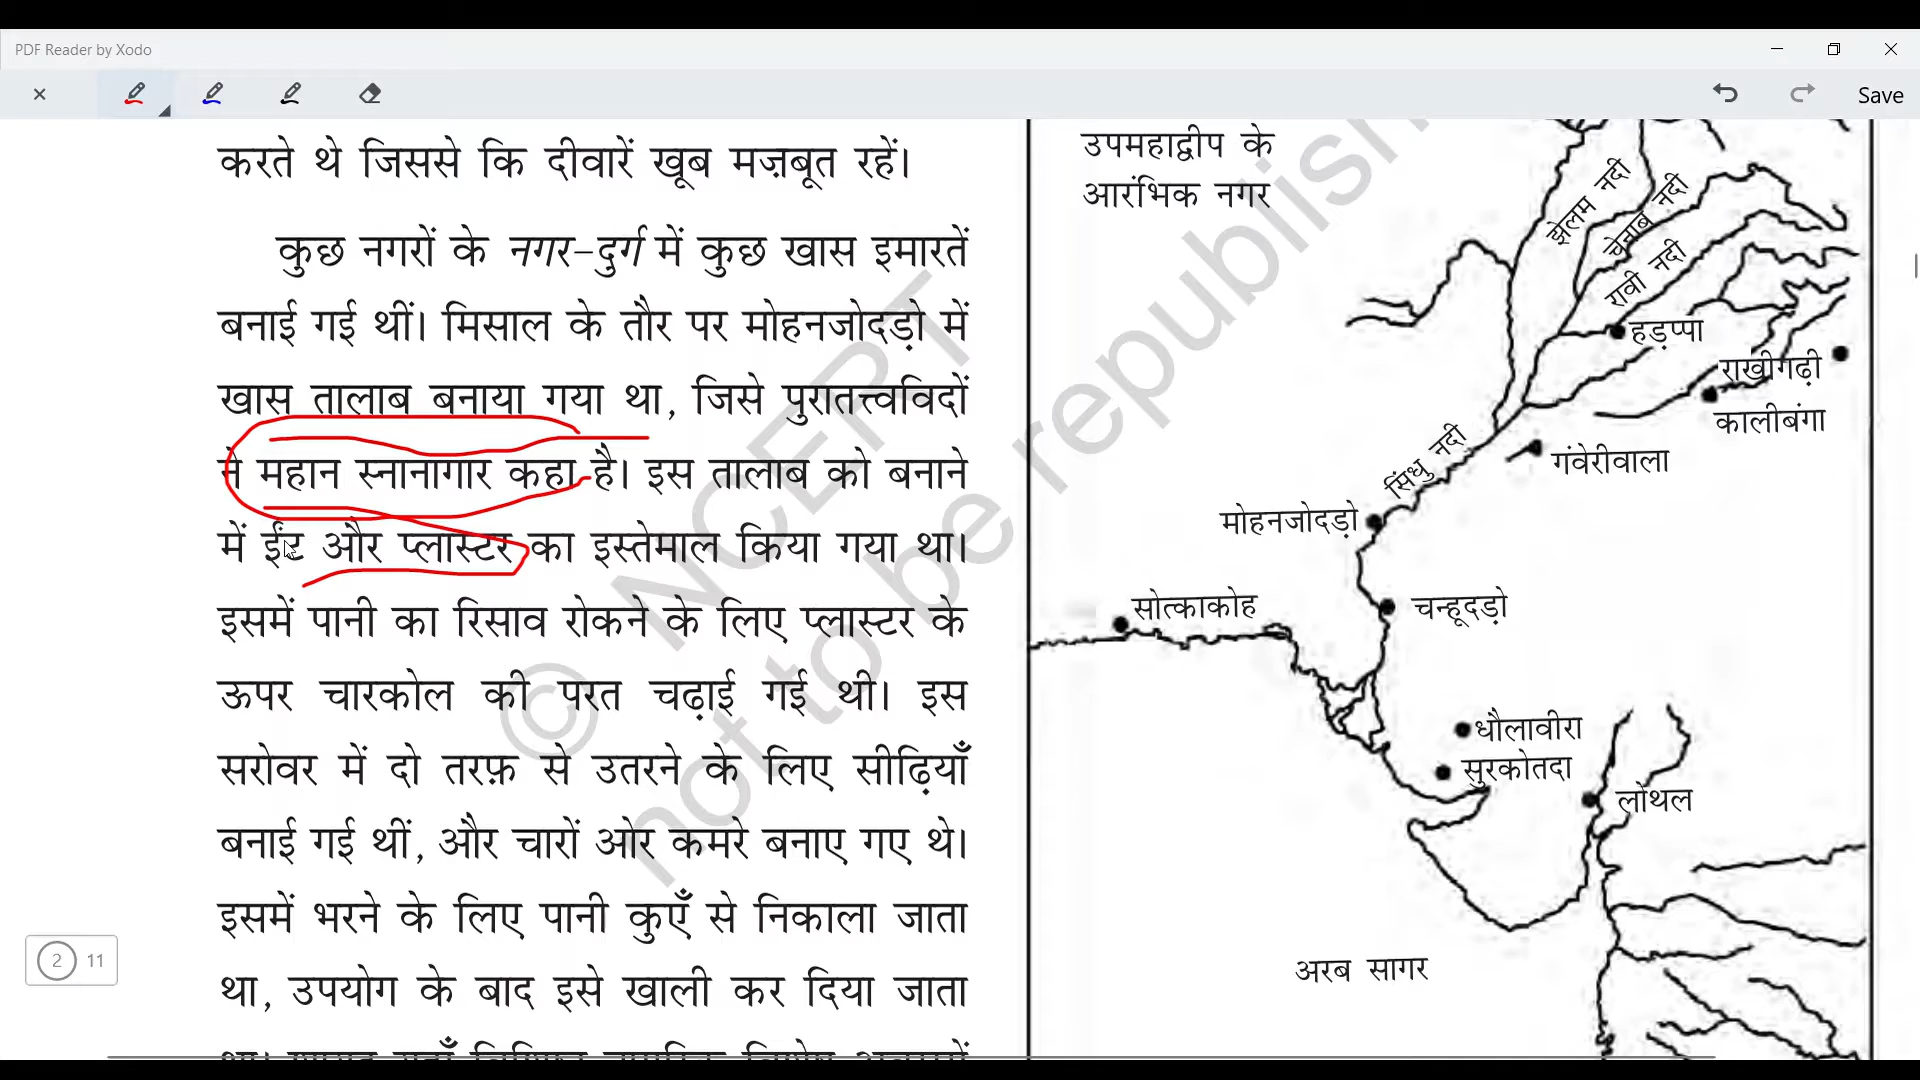 PDF Reader by Xodo
Save
करते थे जिससे कि दीवारें खूब मज़बूत रहें।
कुछ नगरों के नगर-दुर्ग में कुछ खास इमारतें
बनाई गई थीं। मिसाल के तौर पर मोहनजोदड़ो में
खास तालाब बनाया गया था, जिसे पुरातत्त्वविदों
ने महान स्नानागार कहा है। इस तालाब को बनाने
में ईंट और प्लास्टर का इस्तेमाल किया गया था।
इसमें पानी का रिसाव रोकने के लिए प्लास्टर के
ऊपर चारकोल की परत चढ़ाई गई थी। इस
सरोवर में दो तरफ़ से उतरने के लिए सीढ़ियाँ
बनाई गई थीं, और चारों ओर कमरे बनाए गए थे।
इसमें भरने के लिए पानी कुएँ से निकाला जाता
था, उपयोग के बाद इसे खाली कर दिया जाता
2 11
उपमहाद्वीप के
आरंभिक नगर
झेलम नदी
चेनाब नदी
रावी नदी
हड़प्पा
राखीगढ़ी
कालीबंगा
सिंधु नदी
गंवेरीवाला
मोहनजोदड़ो
सोत्काकोह
चन्हूदड़ो
धौलावीरा
सुरकोतदा
लोथल
अरब सागर
© NCERT
not to be republish